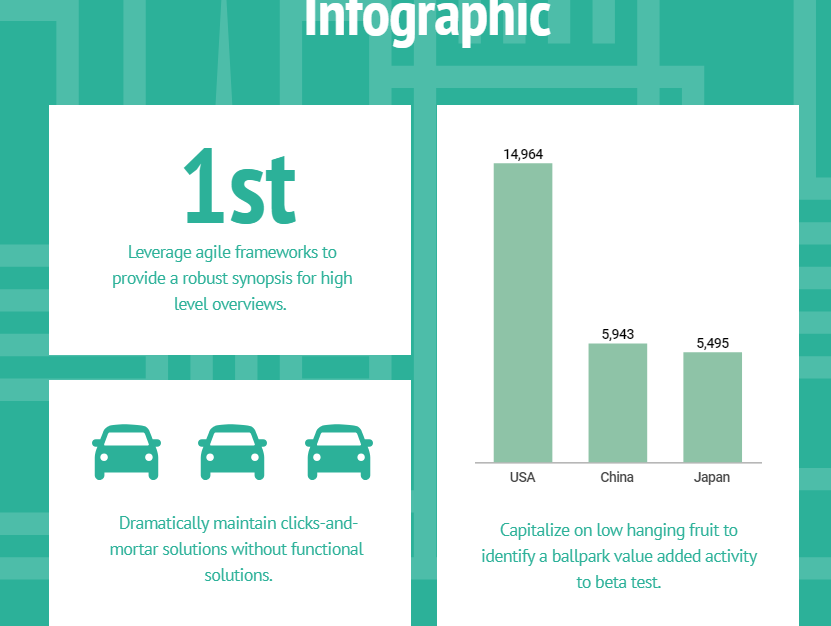 Infographic
1st
Leverage agile frameworks to
provide a robust synopsis for high
level overviews.
Dramatically maintain clicks-and-
mortar solutions without functional
solutions.
14,964
5,943
5,495
USA
China
Japan
Capitalize on low hanging fruit to
identify a ballpark value added activity
to beta test.